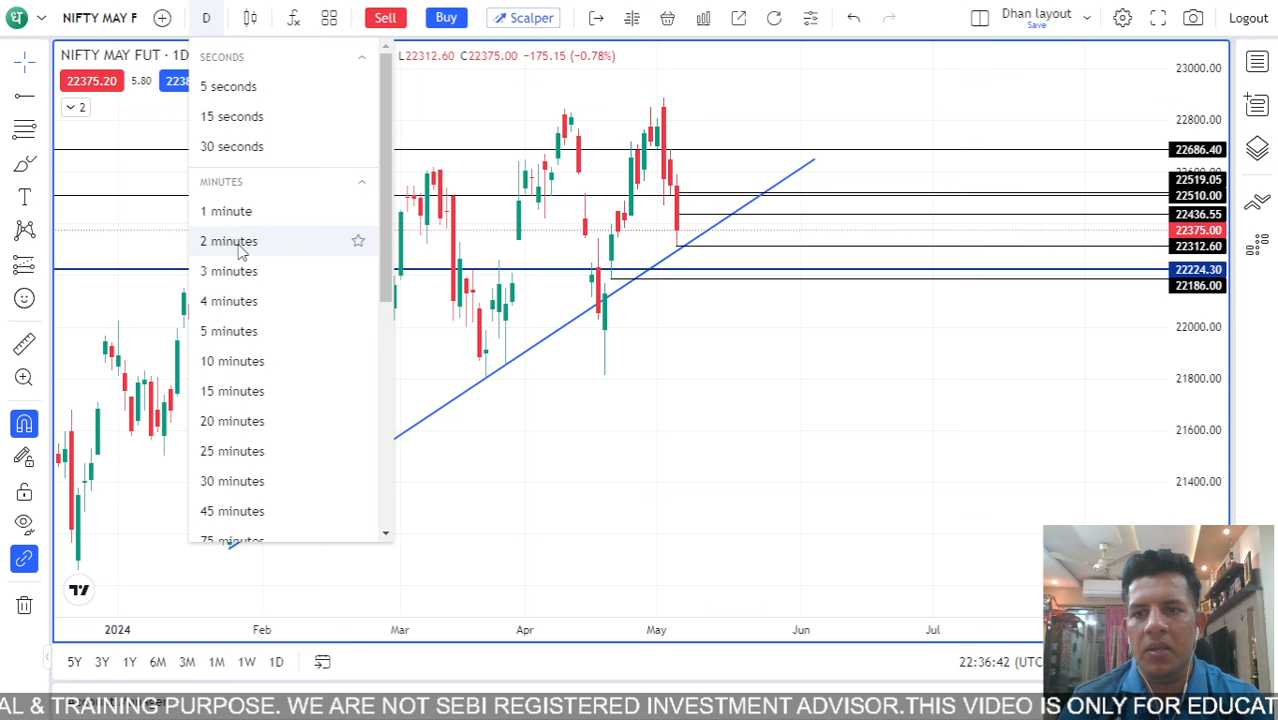 NIFTY MAY F
D
Sell
Buy
Scalper
Dhan layout
Save
Logout
NIFTY MAY FUT · 1D
L22312.60 C22375.00 −175.15 (−0.78%)
22375.20
5.80
2
SECONDS
5 seconds
15 seconds
30 seconds
MINUTES
1 minute
2 minutes
3 minutes
4 minutes
5 minutes
10 minutes
15 minutes
20 minutes
25 minutes
30 minutes
45 minutes
75 minutes
23000.00
22800.00
22686.40
22519.05
22510.00
22436.55
22375.00
22312.60
22224.30
22186.00
22000.00
21800.00
21600.00
21400.00
2024
Feb
Mar
Apr
May
Jun
Jul
5Y 3Y 1Y 6M 3M 1M 1W 1D
22:36:42 (UTC
AL & TRAINING PURPOSE. WE ARE NOT SEBI REGISTERED INVESTMENT ADVISOR.THIS VIDEO IS ONLY FOR EDUCAT